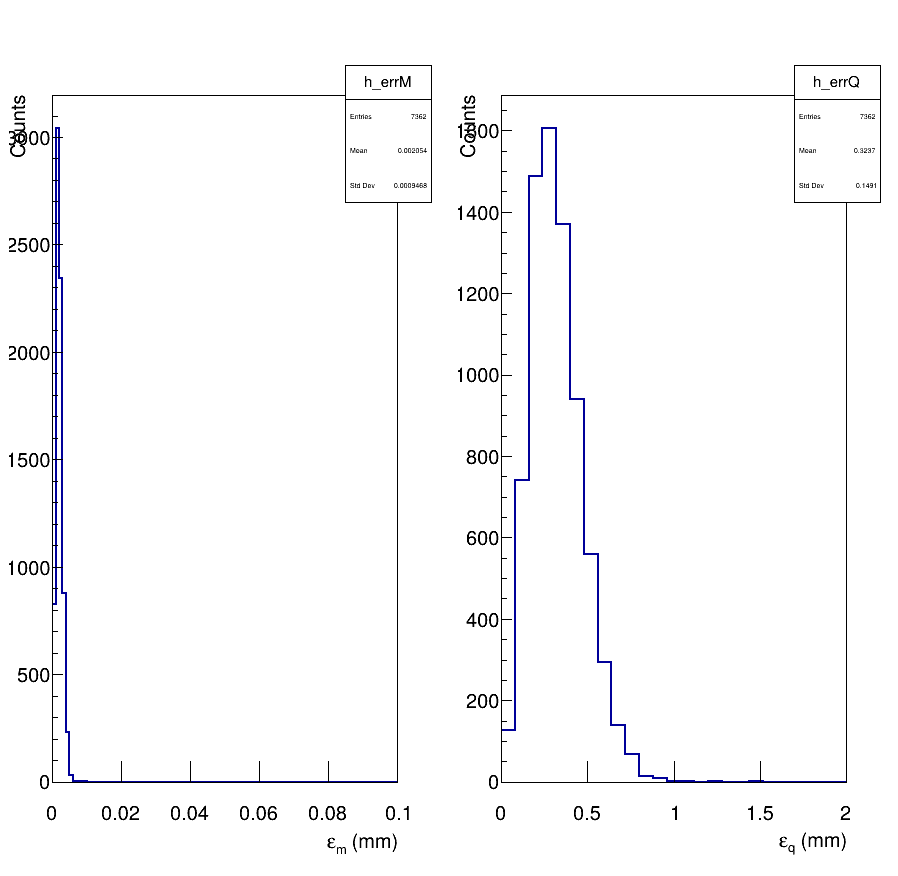 h_errM
Entries 7362
Mean 0.002054
Std Dev 0.0009468
Counts
3000
2500
2000
1500
1000
500
0
0 0.02 0.04 0.06 0.08 0.1
εm (mm)
h_errQ
Entries 7362
Mean 0.3237
Std Dev 0.1491
Counts
1600
1400
1200
1000
800
600
400
200
0
0 0.5 1 1.5 2
εq (mm)